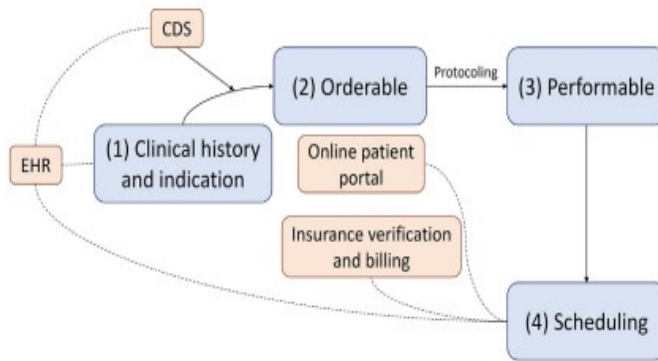 CDS
(2) Orderable
Protocoling
(3) Performable
(1) Clinical history
and indication
EHR
Online patient
portal
Insurance verification
and billing
(4) Scheduling